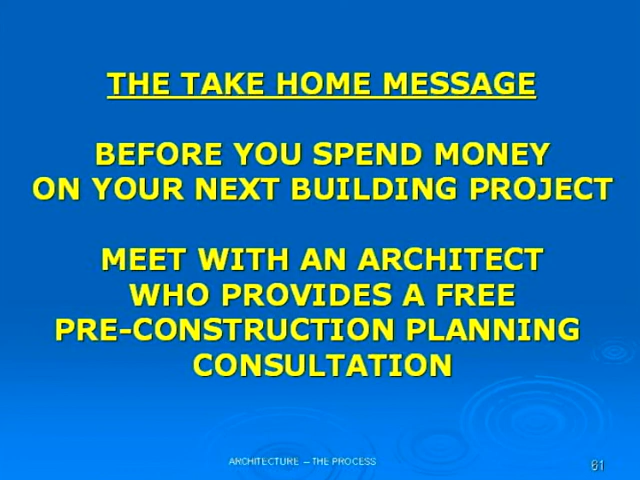 THE TAKE HOME MESSAGE
BEFORE YOU SPEND MONEY
ON YOUR NEXT BUILDING PROJECT
MEET WITH AN ARCHITECT
WHO PROVIDES A FREE
PRE-CONSTRUCTION PLANNING
CONSULTATION
ARCHITECTURE – THE PROCESS
61